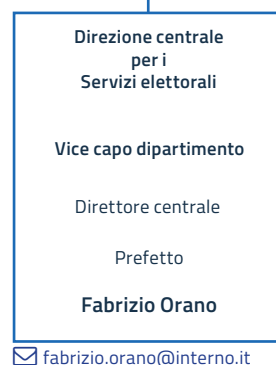 Direzione centrale
per i
Servizi elettorali
Vice capo dipartimento
Direttore centrale
Prefetto
Fabrizio Orano
fabrizio.orano@interno.it